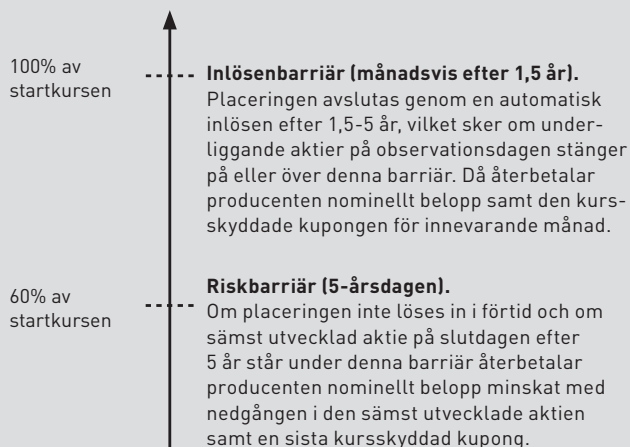 100% av
startkursen
Inlösenbarriär (månadsvis efter 1,5 år).
Placeringen avslutas genom en automatisk
inlösen efter 1,5-5 år, vilket sker om under-
liggande aktier på observationsdagen stänger
på eller över denna barriär. Då återbetalar
producenten nominellt belopp samt den kurs-
skyddade kupongen för innevarande månad.
60% av
startkursen
Riskbarriär (5-årsdagen).
Om placeringen inte löses in i förtid och om
sämst utvecklad aktie på slutdagen efter
5 år står under denna barriär återbetalar
producenten nominellt belopp minskat med
nedgången i den sämst utvecklade aktien
samt en sista kursskyddad kupong.